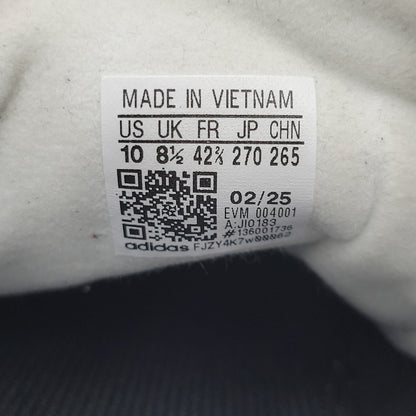 MADE IN VIETNAM
US UK FR JP CHN
10 8½ 42⅔ 270 265
02/25
EVM 004001
A:JI0183
#136001736
adidas FJZY4K7w00062